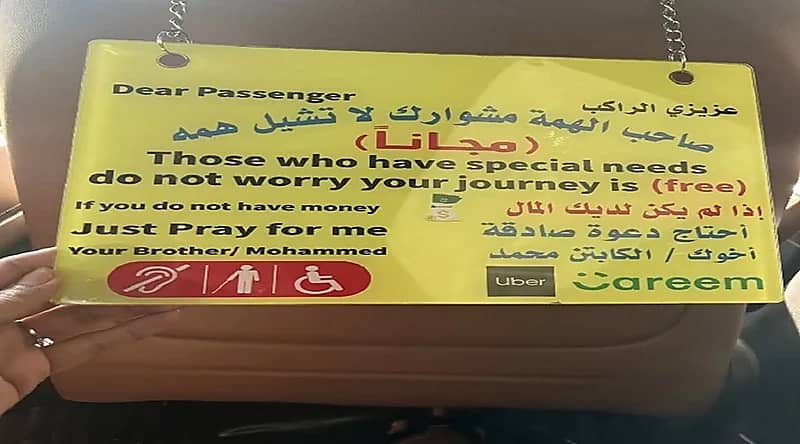 Dear Passenger
عزيزي الراكب
صاحب الهمة مشوارك لا تشيل همه
(مجاناً)
Those who have special needs
do not worry your journey is (free)
If you do not have money
Just Pray for me
Your Brother/ Mohammed
إذا لم يكن لديك المال
أحتاج دعوة صادقة
أخوك / الكابتن محمد
Uber
Careem